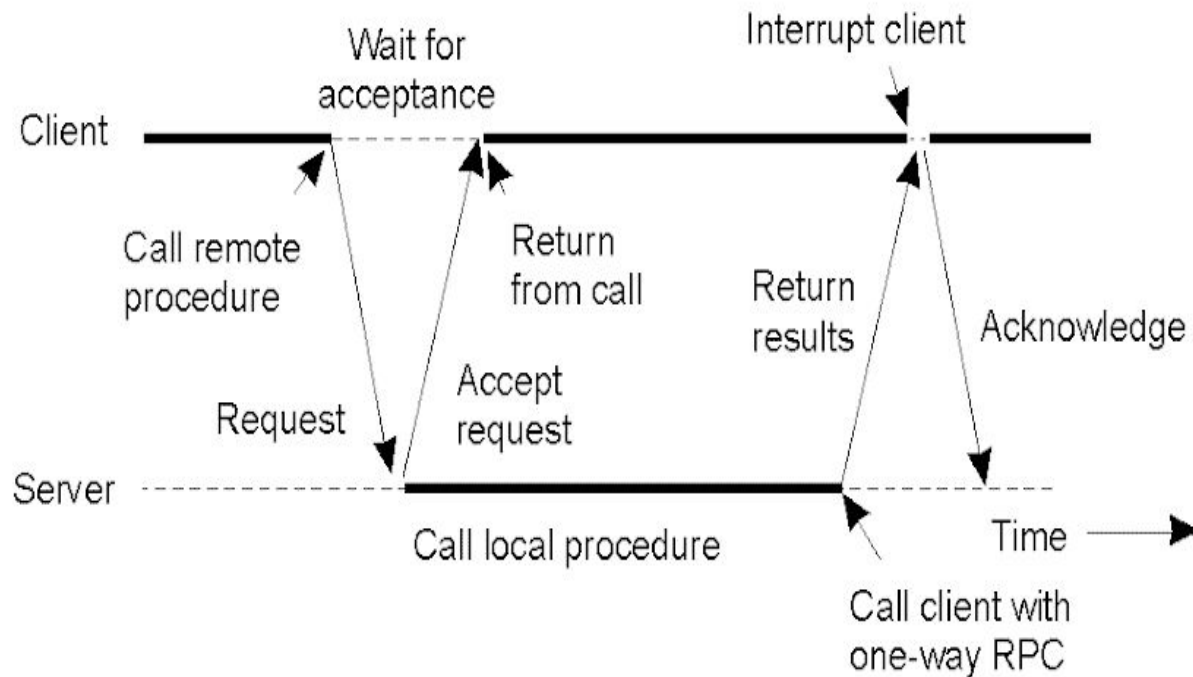 Wait for
acceptance
Interrupt client
Client
Call remote
procedure
Return
from call
Return
results
Acknowledge
Request
Accept
request
Server
Call local procedure
Time
Call client with
one-way RPC